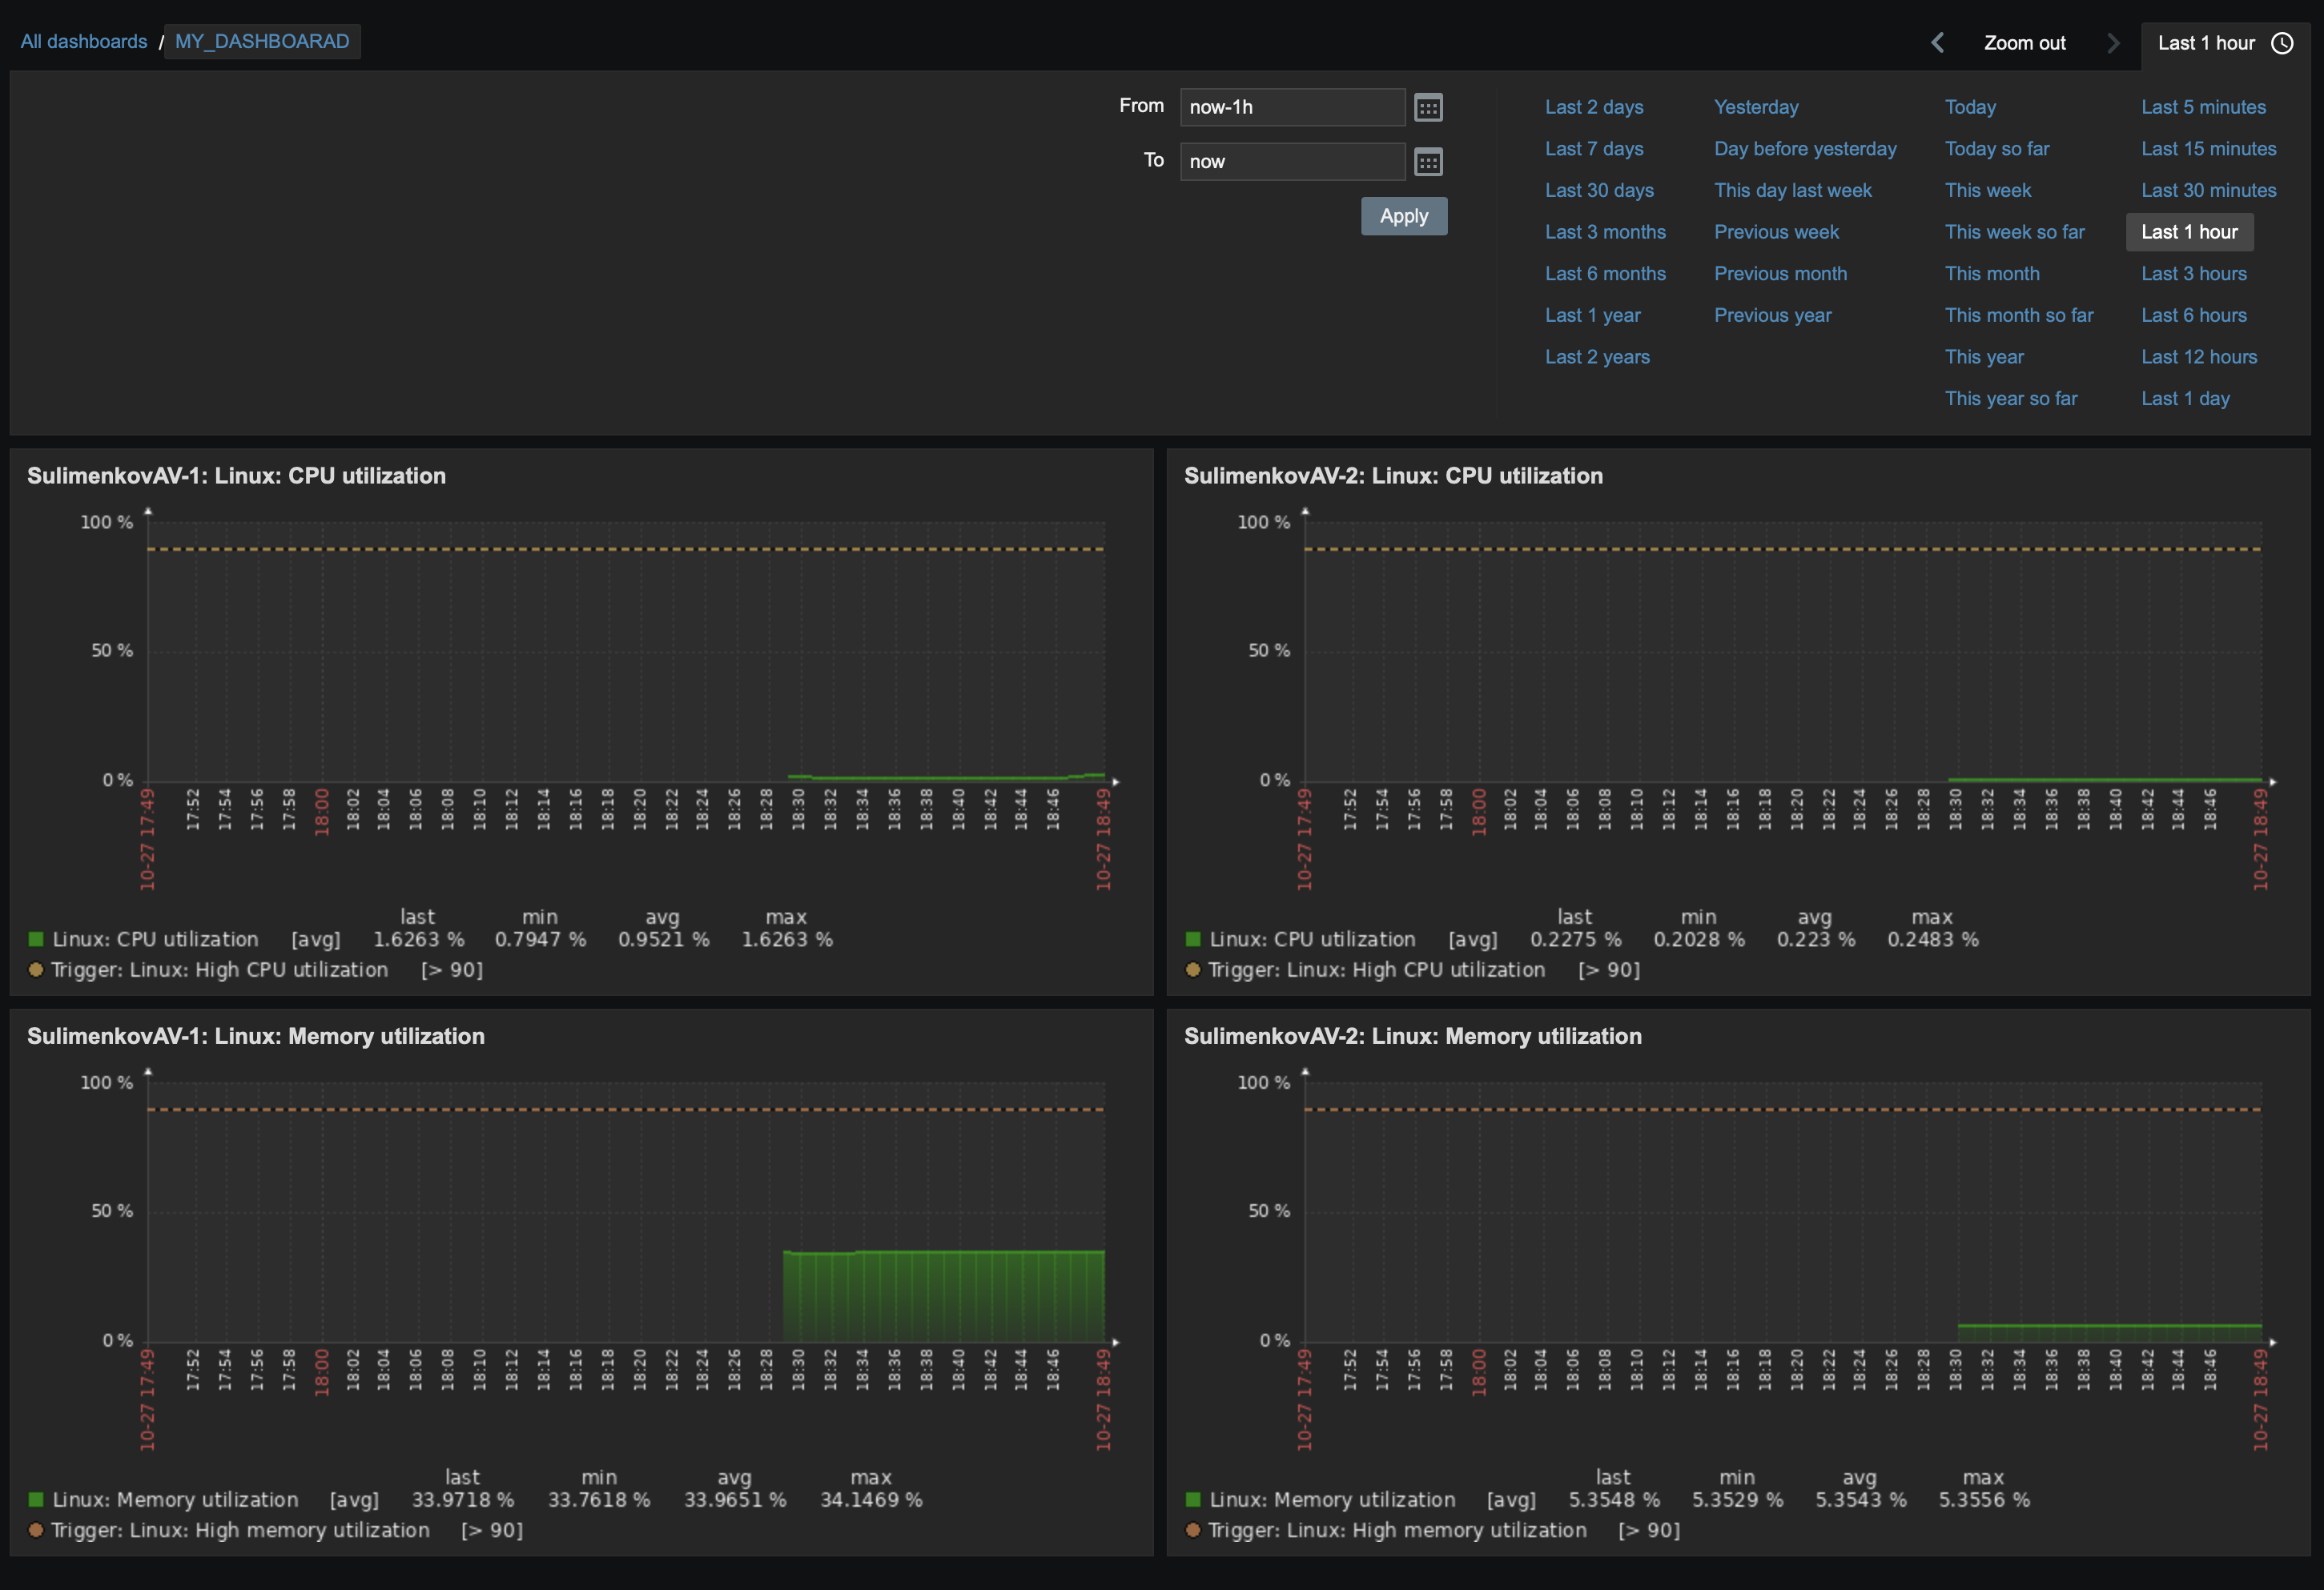 All dashboards / MY_DASHBOARAD
Zoom out
Last 1 hour
From now-1h
To now
Apply
Last 2 days Yesterday Today Last 5 minutes
Last 7 days Day before yesterday Today so far Last 15 minutes
Last 30 days This day last week This week Last 30 minutes
Last 3 months Previous week This week so far Last 1 hour
Last 6 months Previous month This month Last 3 hours
Last 1 year Previous year This month so far Last 6 hours
Last 2 years This year Last 12 hours
This year so far Last 1 day
SulimenkovAV-1: Linux: CPU utilization
100 %
50 %
0 %
10-27 17:49 17:52 17:54 17:56 17:58 18:00 18:02 18:04 18:06 18:08 18:10 18:12 18:14 18:16 18:18 18:20 18:22 18:24 18:26 18:28 18:30 18:32 18:34 18:36 18:38 18:40 18:42 18:44 18:46 10-27 18:49
last min avg max
Linux: CPU utilization [avg] 1.6263 % 0.7947 % 0.9521 % 1.6263 %
Trigger: Linux: High CPU utilization [> 90]
SulimenkovAV-2: Linux: CPU utilization
100 %
50 %
0 %
10-27 17:49 17:52 17:54 17:56 17:58 18:00 18:02 18:04 18:06 18:08 18:10 18:12 18:14 18:16 18:18 18:20 18:22 18:24 18:26 18:28 18:30 18:32 18:34 18:36 18:38 18:40 18:42 18:44 18:46 10-27 18:49
last min avg max
Linux: CPU utilization [avg] 0.2275 % 0.2028 % 0.223 % 0.2483 %
Trigger: Linux: High CPU utilization [> 90]
SulimenkovAV-1: Linux: Memory utilization
100 %
50 %
0 %
10-27 17:49 17:52 17:54 17:56 17:58 18:00 18:02 18:04 18:06 18:08 18:10 18:12 18:14 18:16 18:18 18:20 18:22 18:24 18:26 18:28 18:30 18:32 18:34 18:36 18:38 18:40 18:42 18:44 18:46 10-27 18:49
last min avg max
Linux: Memory utilization [avg] 33.9718 % 33.7618 % 33.9651 % 34.1469 %
Trigger: Linux: High memory utilization [> 90]
SulimenkovAV-2: Linux: Memory utilization
100 %
50 %
0 %
10-27 17:49 17:52 17:54 17:56 17:58 18:00 18:02 18:04 18:06 18:08 18:10 18:12 18:14 18:16 18:18 18:20 18:22 18:24 18:26 18:28 18:30 18:32 18:34 18:36 18:38 18:40 18:42 18:44 18:46 10-27 18:49
last min avg max
Linux: Memory utilization [avg] 5.3548 % 5.3529 % 5.3543 % 5.3556 %
Trigger: Linux: High memory utilization [> 90]